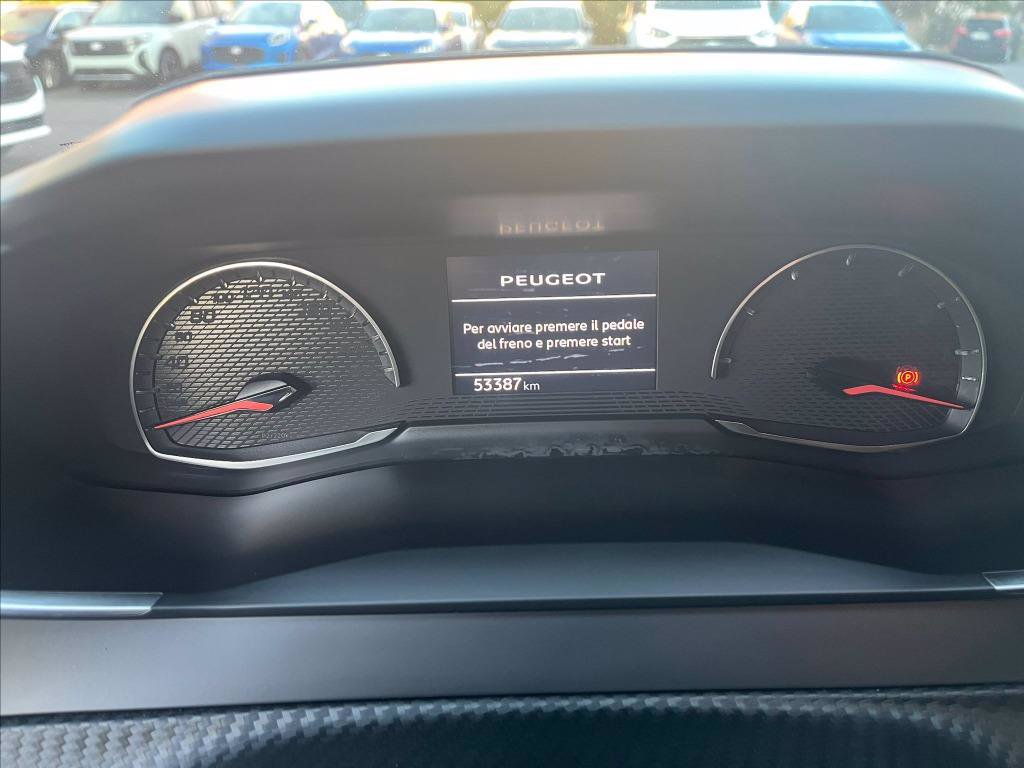 PEUGEOT
Per avviare premere il pedale
del freno e premere start
53387 km
P